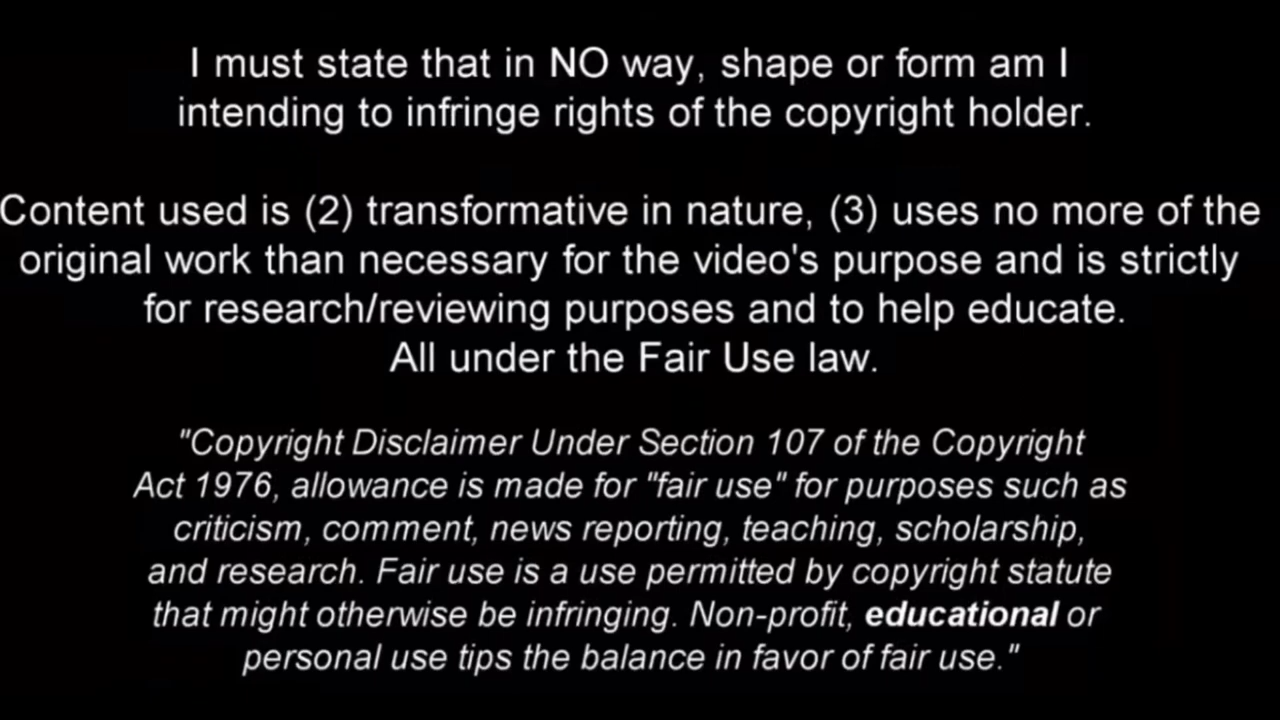 I must state that in NO way, shape or form am I
intending to infringe rights of the copyright holder.
Content used is (2) transformative in nature, (3) uses no more of the
original work than necessary for the video's purpose and is strictly
for research/reviewing purposes and to help educate.
All under the Fair Use law.
"Copyright Disclaimer Under Section 107 of the Copyright
Act 1976, allowance is made for "fair use" for purposes such as
criticism, comment, news reporting, teaching, scholarship,
and research. Fair use is a use permitted by copyright statute
that might otherwise be infringing. Non-profit, educational or
personal use tips the balance in favor of fair use."